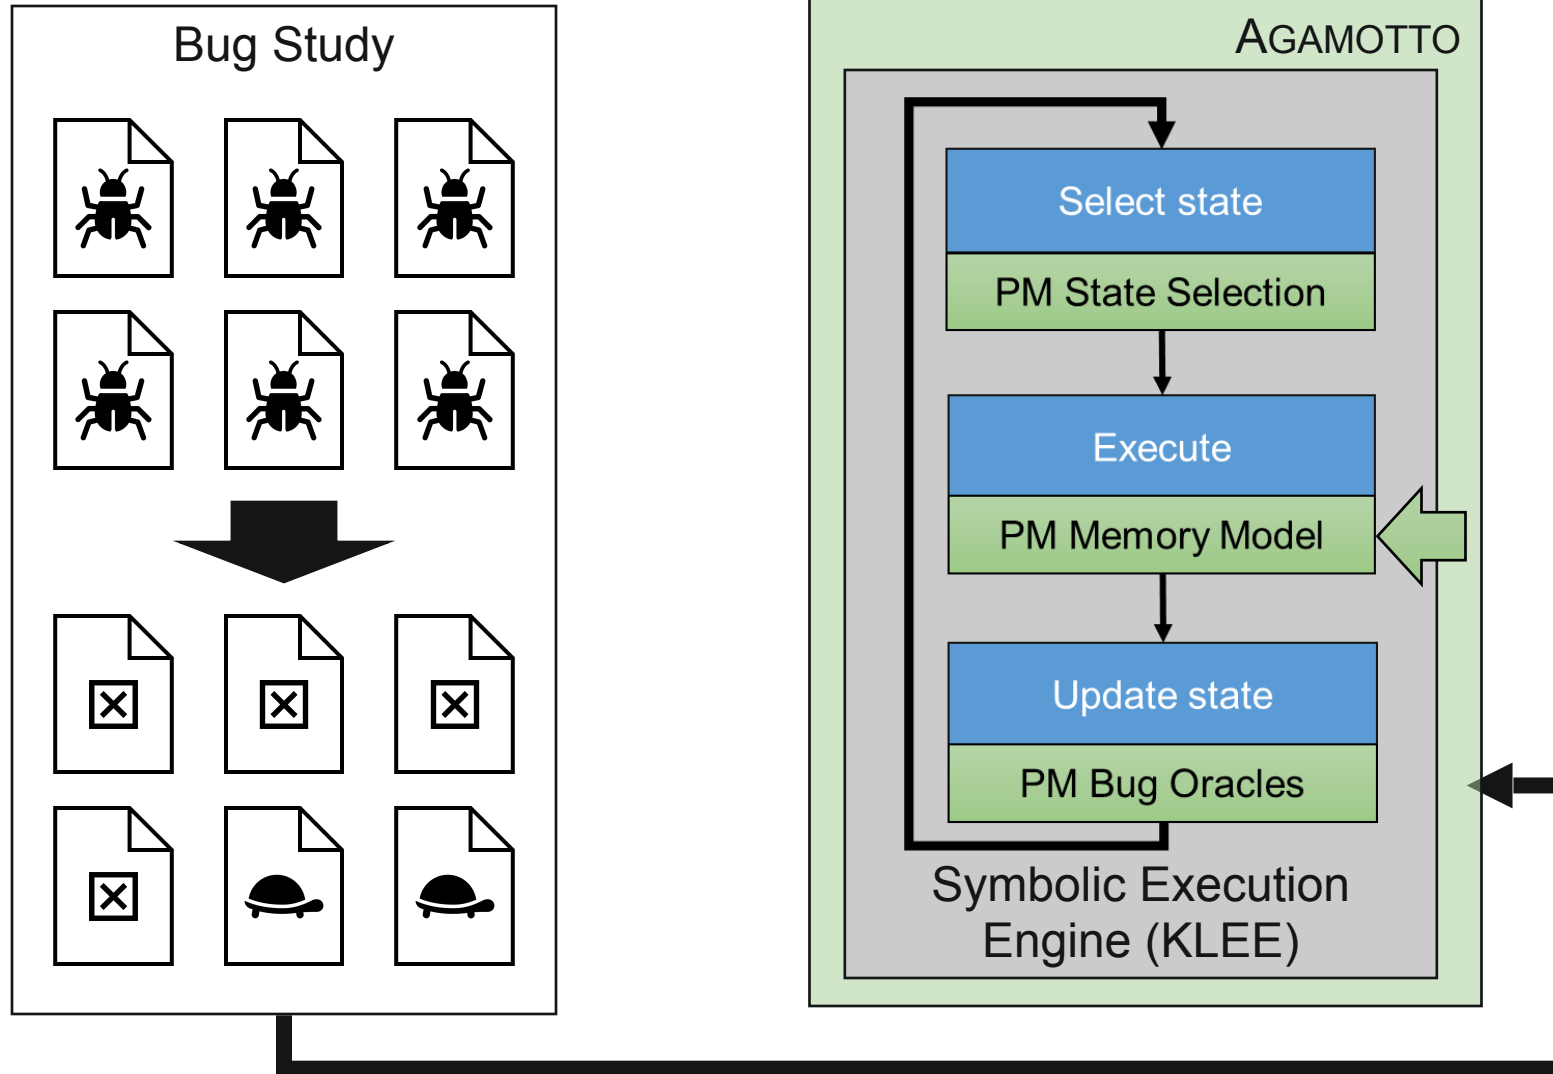 Bug Study
AGAMOTTO
Select state
PM State Selection
Execute
PM Memory Model
Update state
PM Bug Oracles
Symbolic Execution
Engine (KLEE)